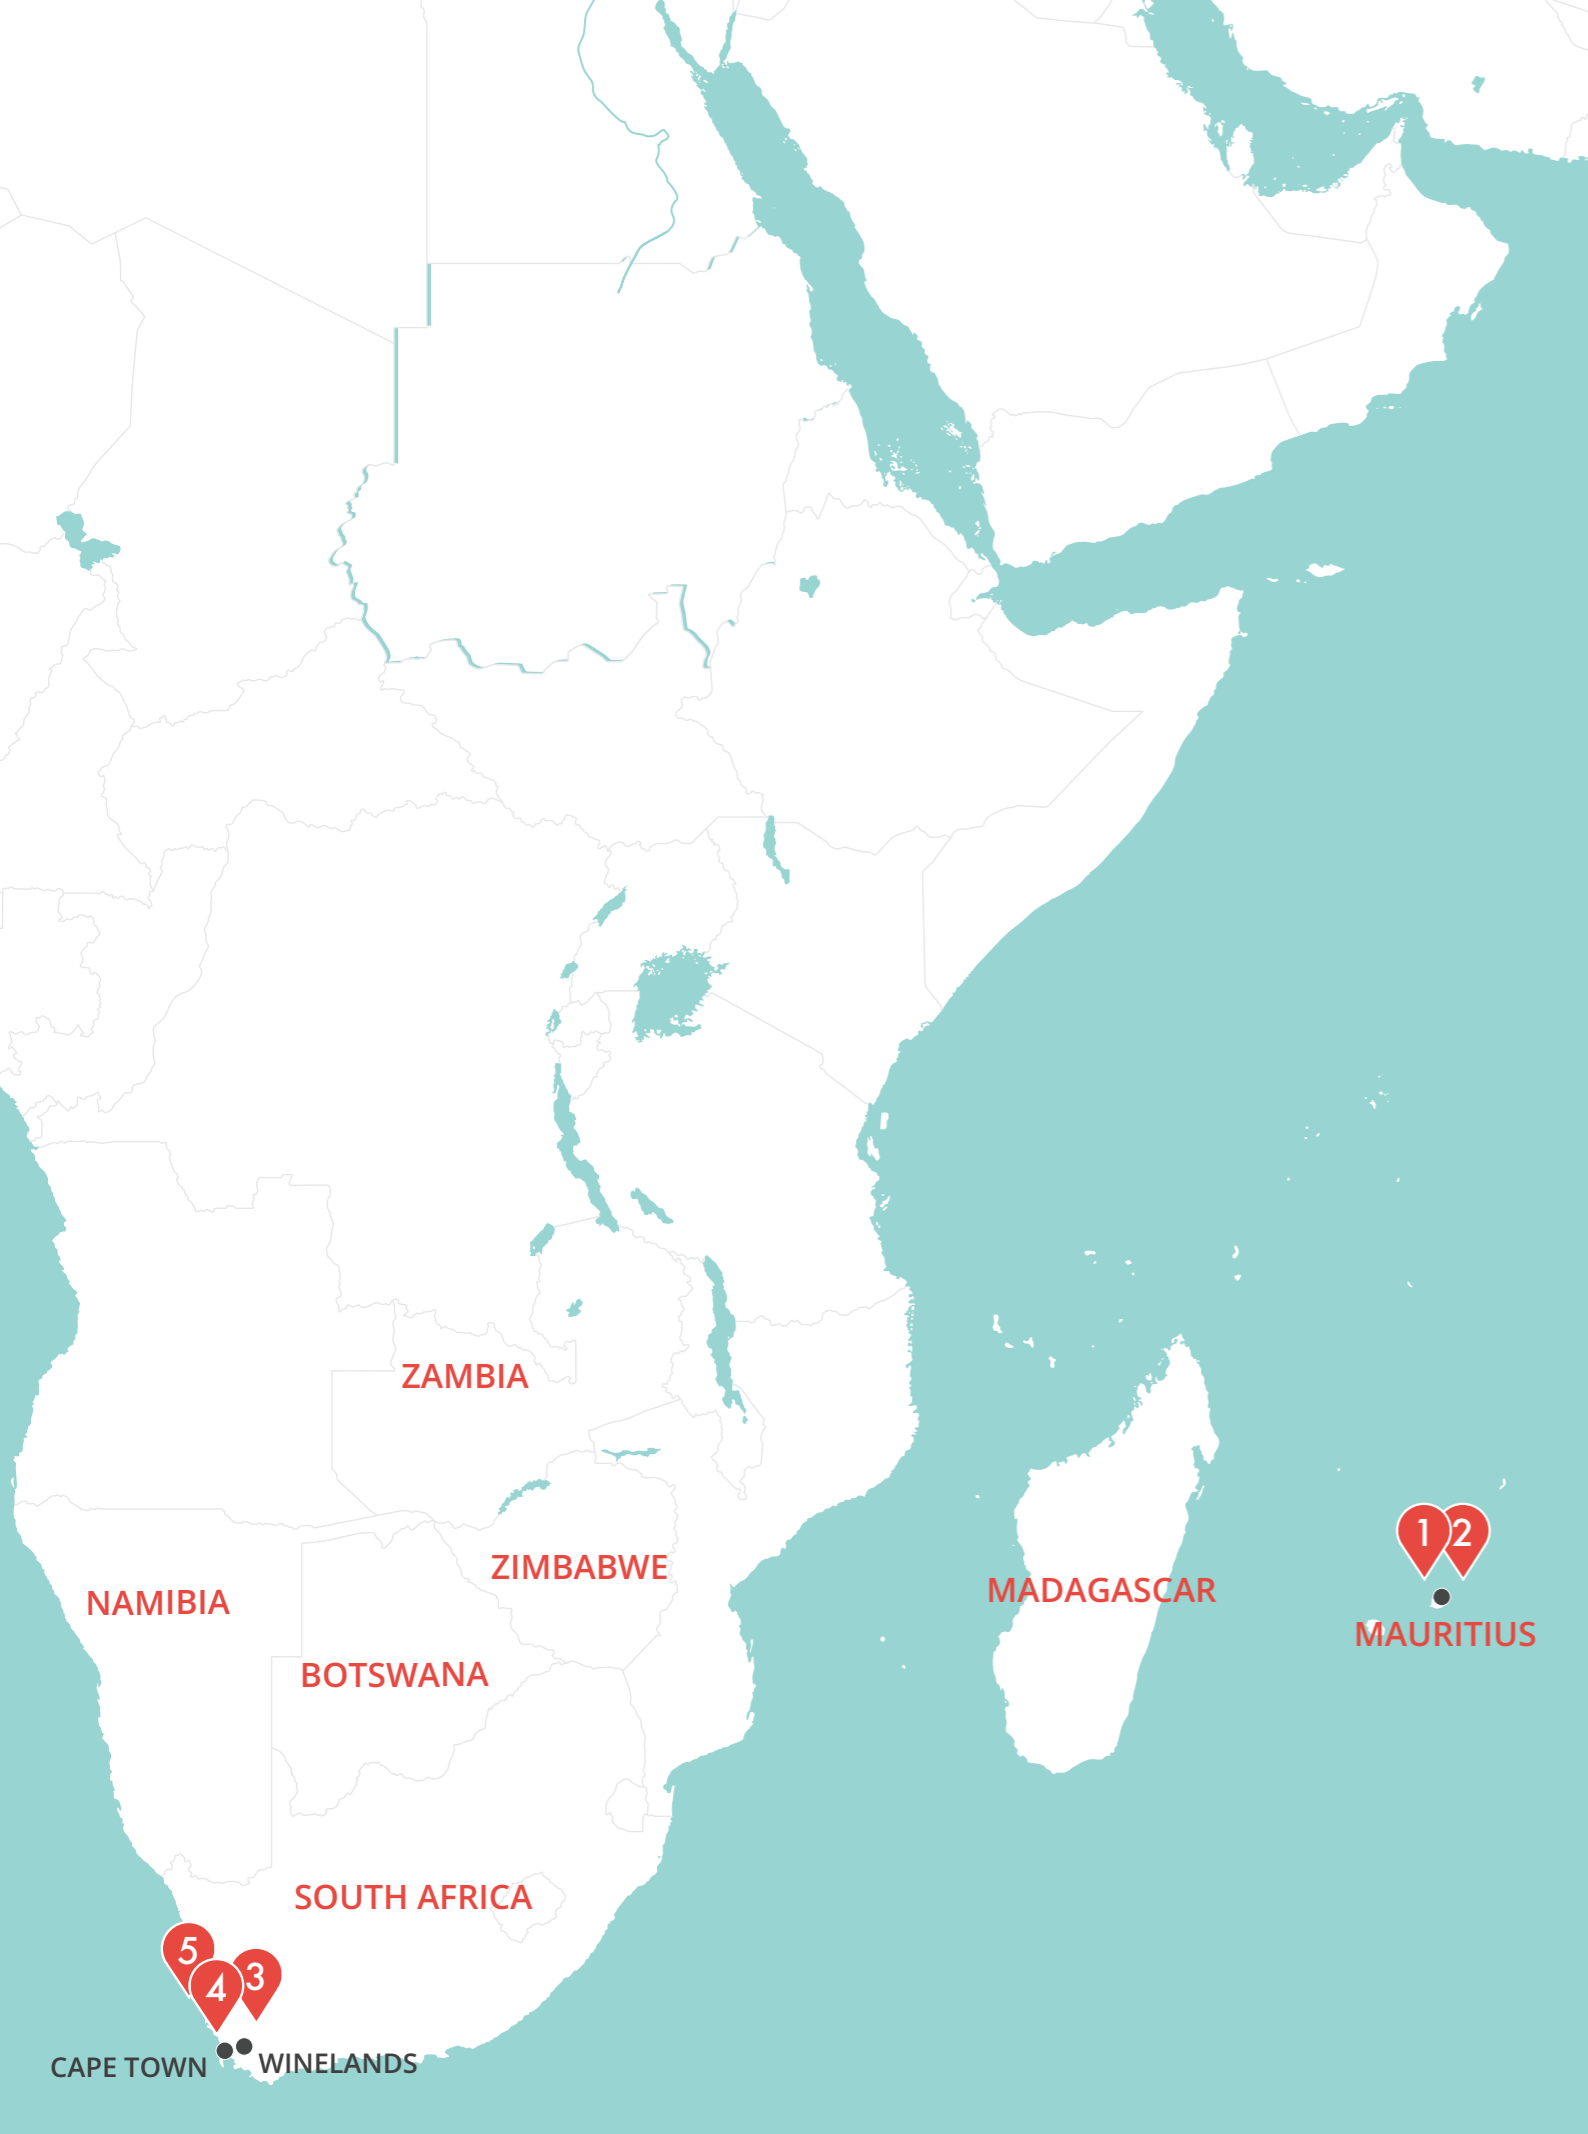 ZAMBIA
1
2
ZIMBABWE
MADAGASCAR
NAMIBIA
MAURITIUS
BOTSWANA
SOUTH AFRICA
5
3
4
CAPE TOWN
WINELANDS